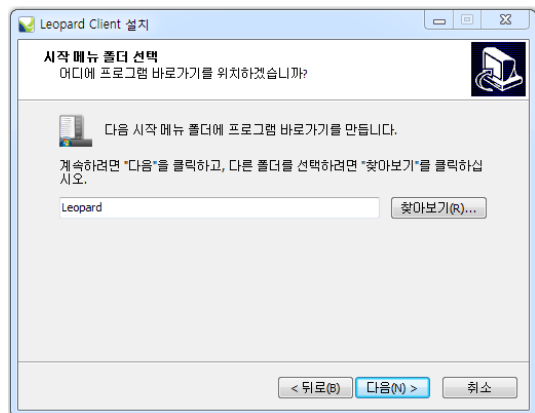 Leopard Client 설치
시작 메뉴 폴더 선택
어디에 프로그램 바로가기를 위치하겠습니까?
다음 시작 메뉴 폴더에 프로그램 바로가기를 만듭니다.
계속하려면 "다음"을 클릭하고, 다른 폴더를 선택하려면 "찾아보기"를 클릭하십
시오.
Leopard
찾아보기(R)...
< 뒤로(B)
다음(N) >
취소